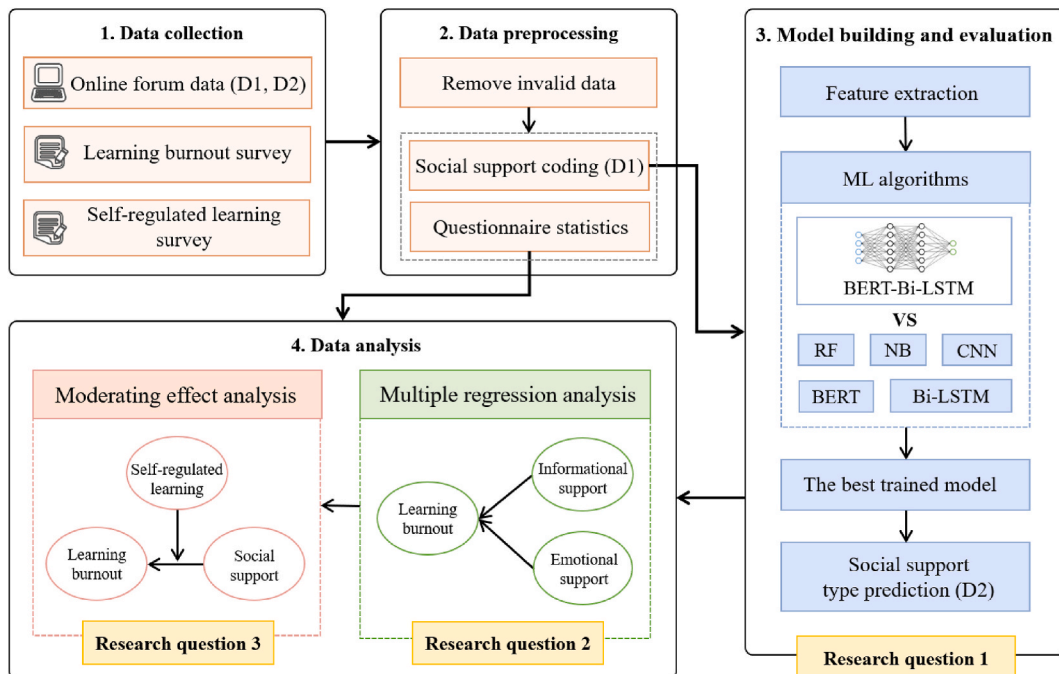 1. Data collection
Online forum data (D1, D2)
Learning burnout survey
Self-regulated learning
survey
2. Data preprocessing
Remove invalid data
Social support coding (D1)
Questionnaire statistics
3. Model building and evaluation
Feature extraction
ML algorithms
BERT-Bi-LSTM
VS
RF
NB
CNN
BERT
Bi-LSTM
The best trained model
Social support
type prediction (D2)
Research question 1
4. Data analysis
Moderating effect analysis
Self-regulated
learning
Learning
burnout
Social
support
Research question 3
Multiple regression analysis
Informational
support
Learning
burnout
Emotional
support
Research question 2